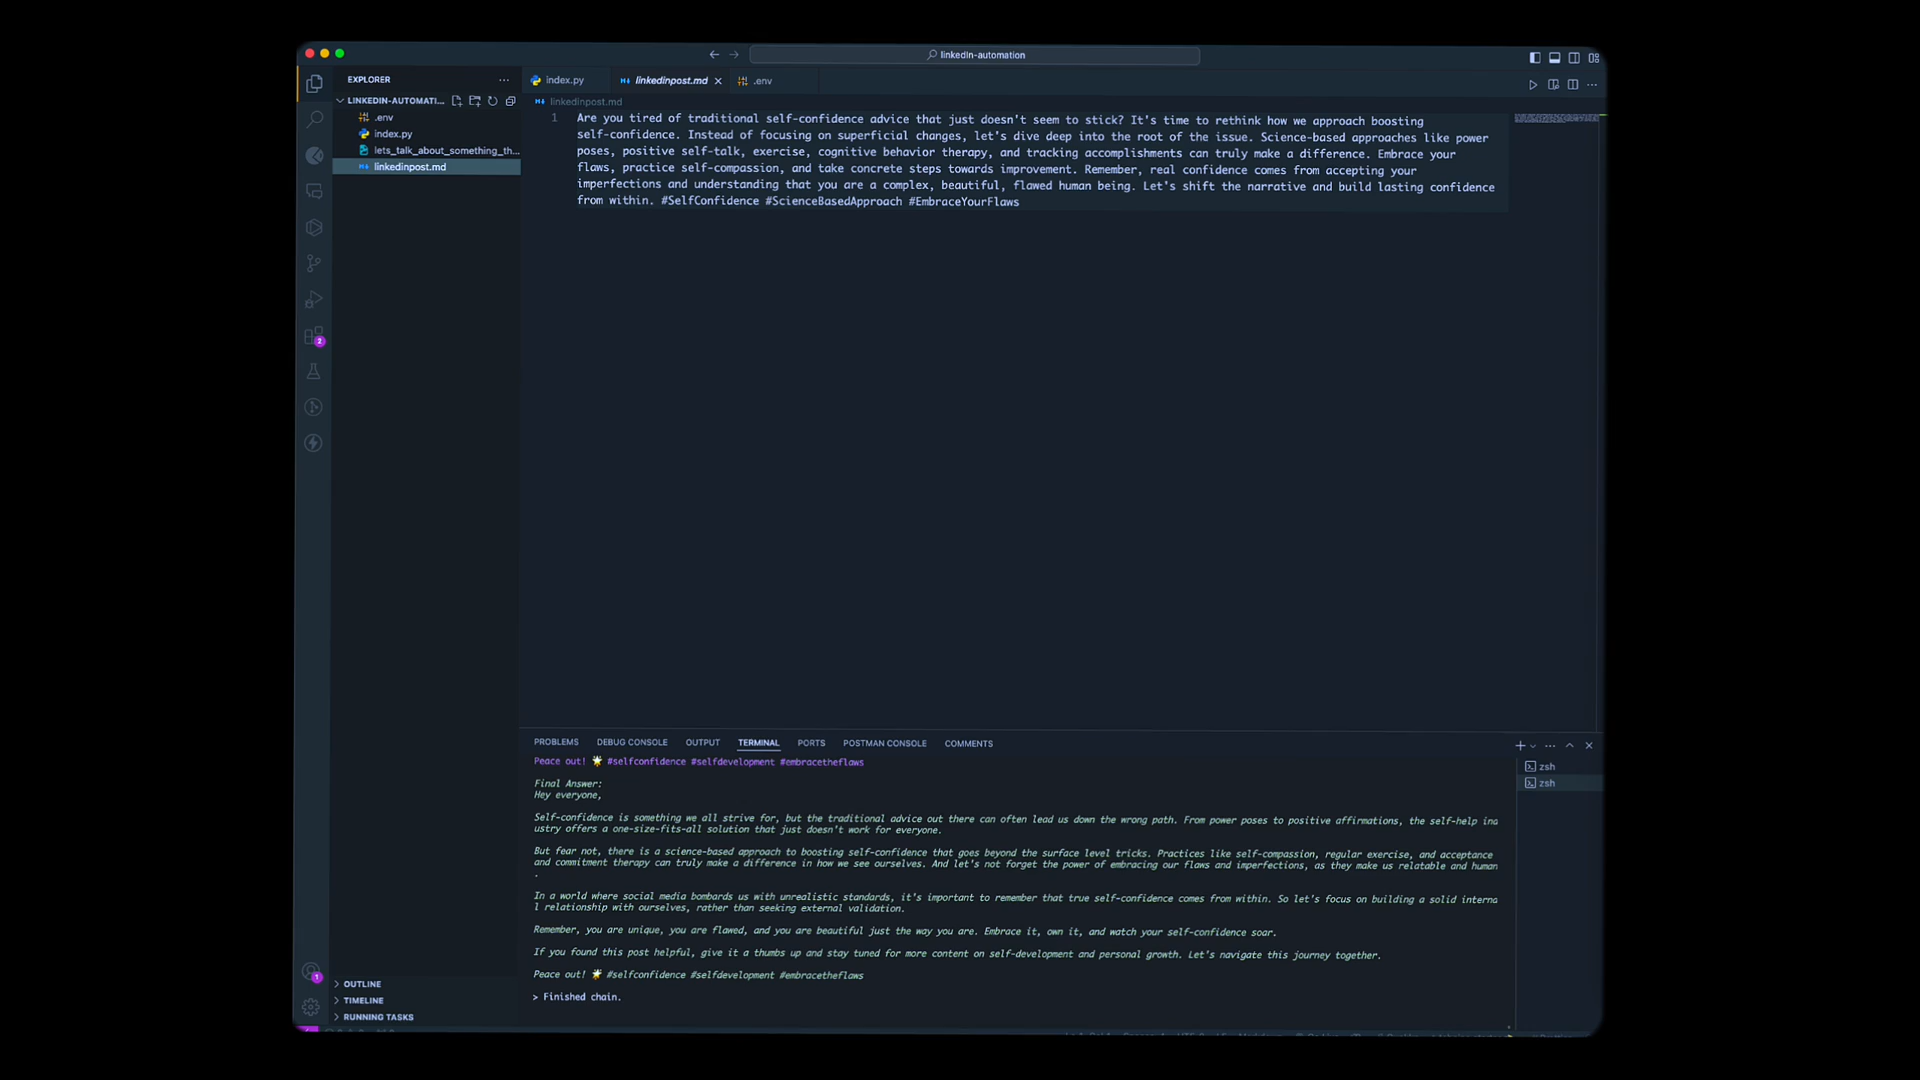 linkedIn-automation
EXPLORER
LINKEDIN-AUTOMATI...
.env
index.py
lets_talk_about_something_th...
linkedinpost.md
index.py
linkedinpost.md
.env
linkedinpost.md
1
Are you tired of traditional self-confidence advice that just doesn't seem to stick? It's time to rethink how we approach boosting
self-confidence. Instead of focusing on superficial changes, let's dive deep into the root of the issue. Science-based approaches like power
poses, positive self-talk, exercise, cognitive behavior therapy, and tracking accomplishments can truly make a difference. Embrace your
flaws, practice self-compassion, and take concrete steps towards improvement. Remember, real confidence comes from accepting your
imperfections and understanding that you are a complex, beautiful, flawed human being. Let's shift the narrative and build lasting confidence
from within. #SelfConfidence #ScienceBasedApproach #EmbraceYourFlaws
2
1
OUTLINE
TIMELINE
RUNNING TASKS
PROBLEMS
DEBUG CONSOLE
OUTPUT
TERMINAL
PORTS
POSTMAN CONSOLE
COMMENTS
zsh
zsh
Peace out! 🌟 #selfconfidence #selfdevelopment #embracetheflaws
Final Answer:
Hey everyone,
Self-confidence is something we all strive for, but the traditional advice out there can often lead us down the wrong path. From power poses to positive affirmations, the self-help ind
ustry offers a one-size-fits-all solution that just doesn't work for everyone.
But fear not, there is a science-based approach to boosting self-confidence that goes beyond the surface level tricks. Practices like self-compassion, regular exercise, and acceptance
and commitment therapy can truly make a difference in how we see ourselves. And let's not forget the power of embracing our flaws and imperfections, as they make us relatable and human
.
In a world where social media bombards us with unrealistic standards, it's important to remember that true self-confidence comes from within. So let's focus on building a solid interna
l relationship with ourselves, rather than seeking external validation.
Remember, you are unique, you are flawed, and you are beautiful just the way you are. Embrace it, own it, and watch your self-confidence soar.
If you found this post helpful, give it a thumbs up and stay tuned for more content on self-development and personal growth. Let's navigate this journey together.
Peace out! 🌟 #selfconfidence #selfdevelopment #embracetheflaws
> Finished chain.